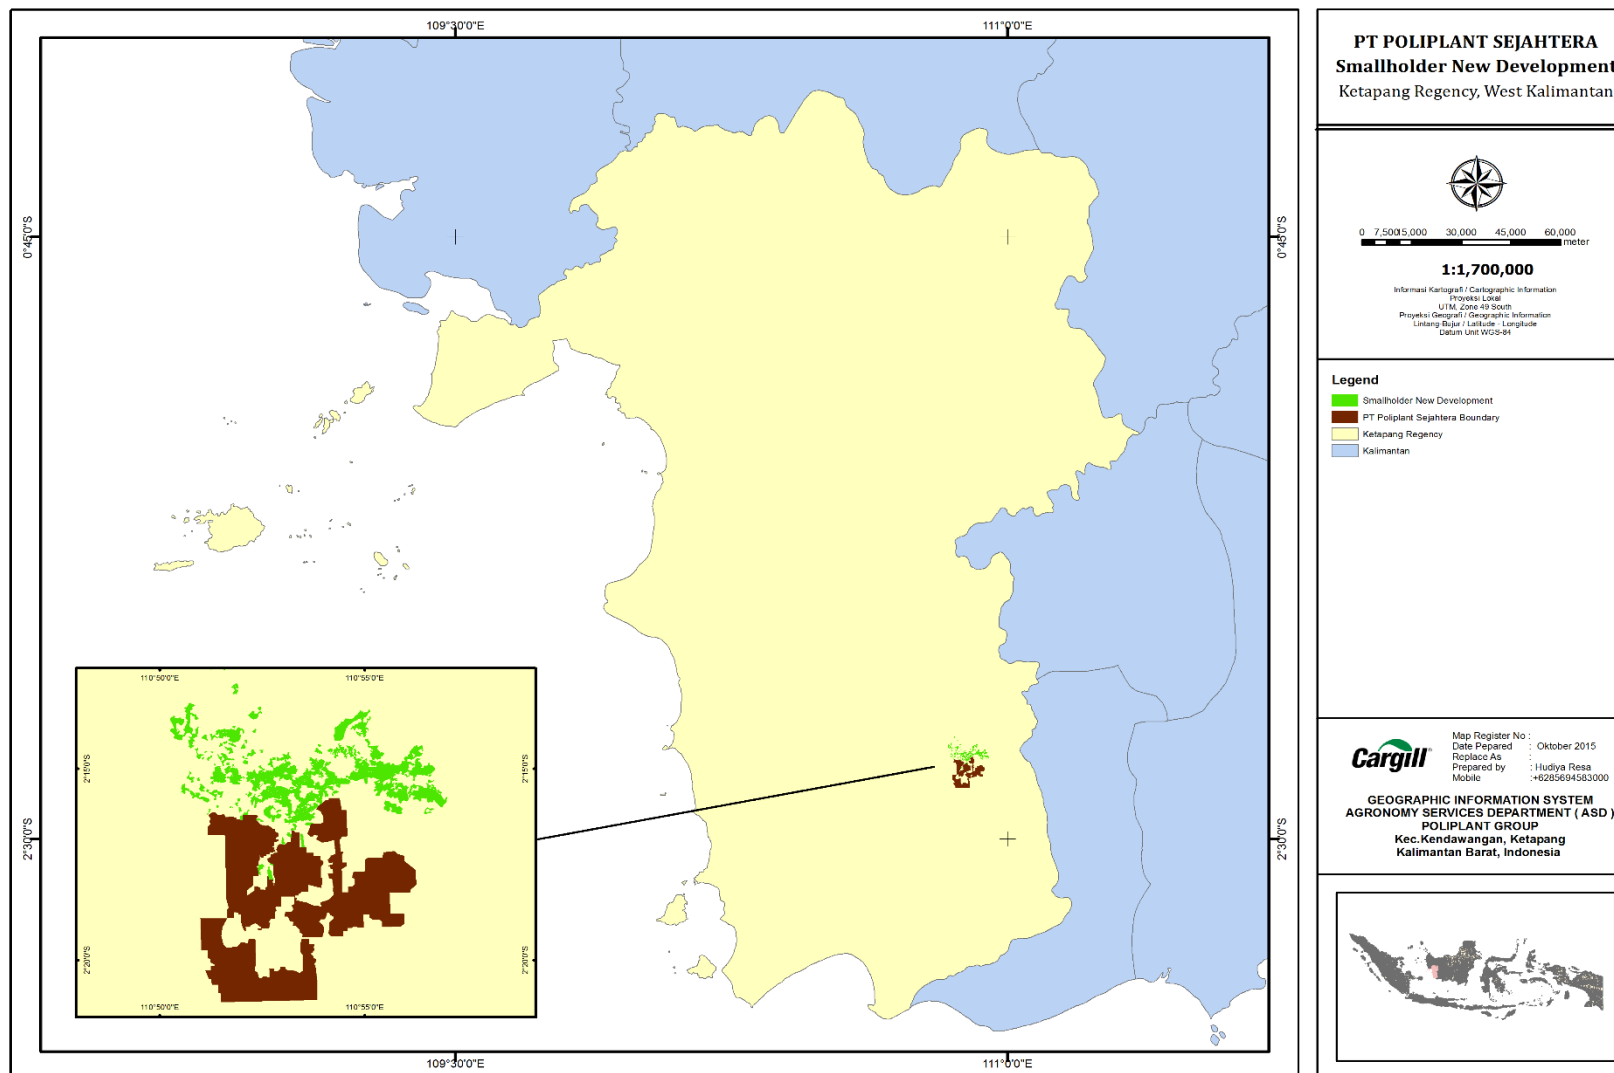 109°30'0"E
111°0'0"E
0°45'0"S
0°45'0"S
2°30'0"S
2°30'0"S
109°30'0"E
111°0'0"E
110°50'0"E
110°55'0"E
2°15'0"S
2°15'0"S
2°20'0"S
2°20'0"S
110°50'0"E
110°55'0"E
PT POLIPLANT SEJAHTERA
Smallholder New Development
Ketapang Regency, West Kalimantan
0 7,500 15,000 30,000 45,000 60,000
meter
1:1,700,000
Informasi Kartografi / Cartographic Information
Proyeksi Lokal
UTM, Zone 49 South
Proyeksi Geografi / Geographic Information
Lintang-Bujur / Latitude - Longitude
Datum Unit WGS-84
Legend
Smallholder New Development
PT Poliplant Sejahtera Boundary
Ketapang Regency
Kalimantan
Cargill
Map Register No :
Date Pepared : Oktober 2015
Replace As :
Prepared by : Hudiya Resa
Mobile :+6285694583000
GEOGRAPHIC INFORMATION SYSTEM
AGRONOMY SERVICES DEPARTMENT ( ASD )
POLIPLANT GROUP
Kec.Kendawangan, Ketapang
Kalimantan Barat, Indonesia